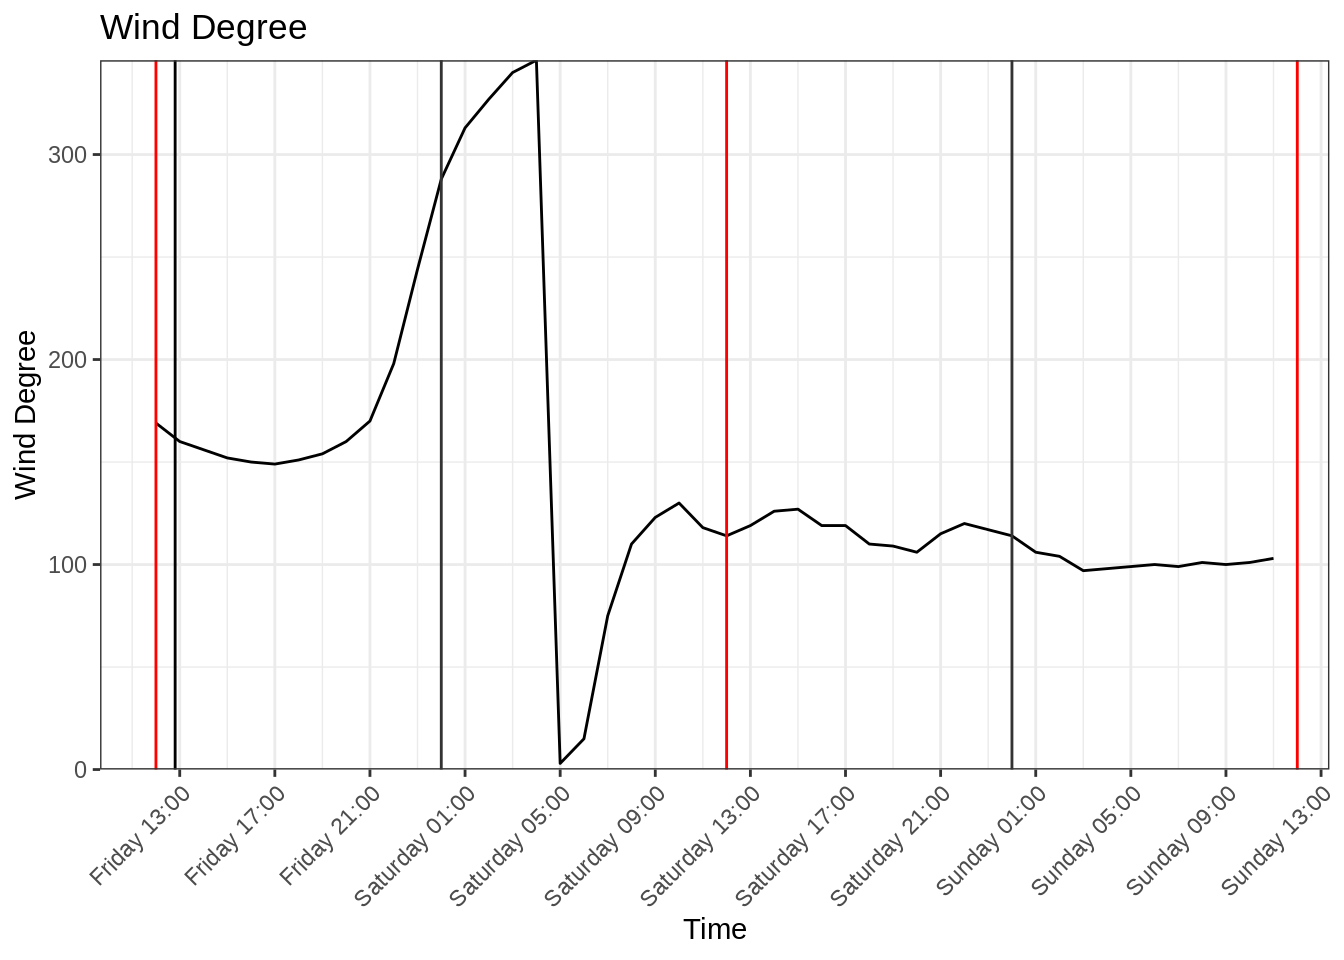 Wind Degree
Wind Degree
300
200
100
0
Friday 13:00
Friday 17:00
Friday 21:00
Saturday 01:00
Saturday 05:00
Saturday 09:00
Saturday 13:00
Saturday 17:00
Saturday 21:00
Sunday 01:00
Sunday 05:00
Sunday 09:00
Sunday 13:00
Time